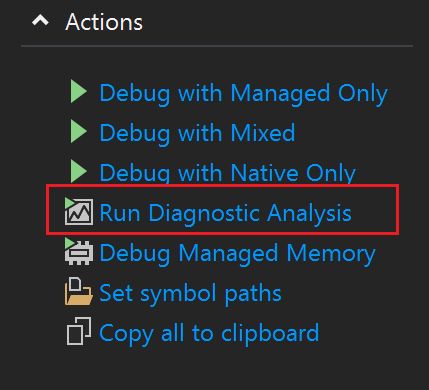 Actions
Debug with Managed Only
Debug with Mixed
Debug with Native Only
Run Diagnostic Analysis
Debug Managed Memory
Set symbol paths
Copy all to clipboard